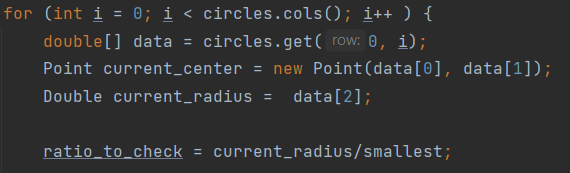 for (int i = 0; i < circles.cols(); i++ ) {
double[] data = circles.get( row: 0, i);
Point current_center = new Point(data[0], data[1]);
Double current_radius =  data[2];
ratio_to_check = current_radius/smallest;